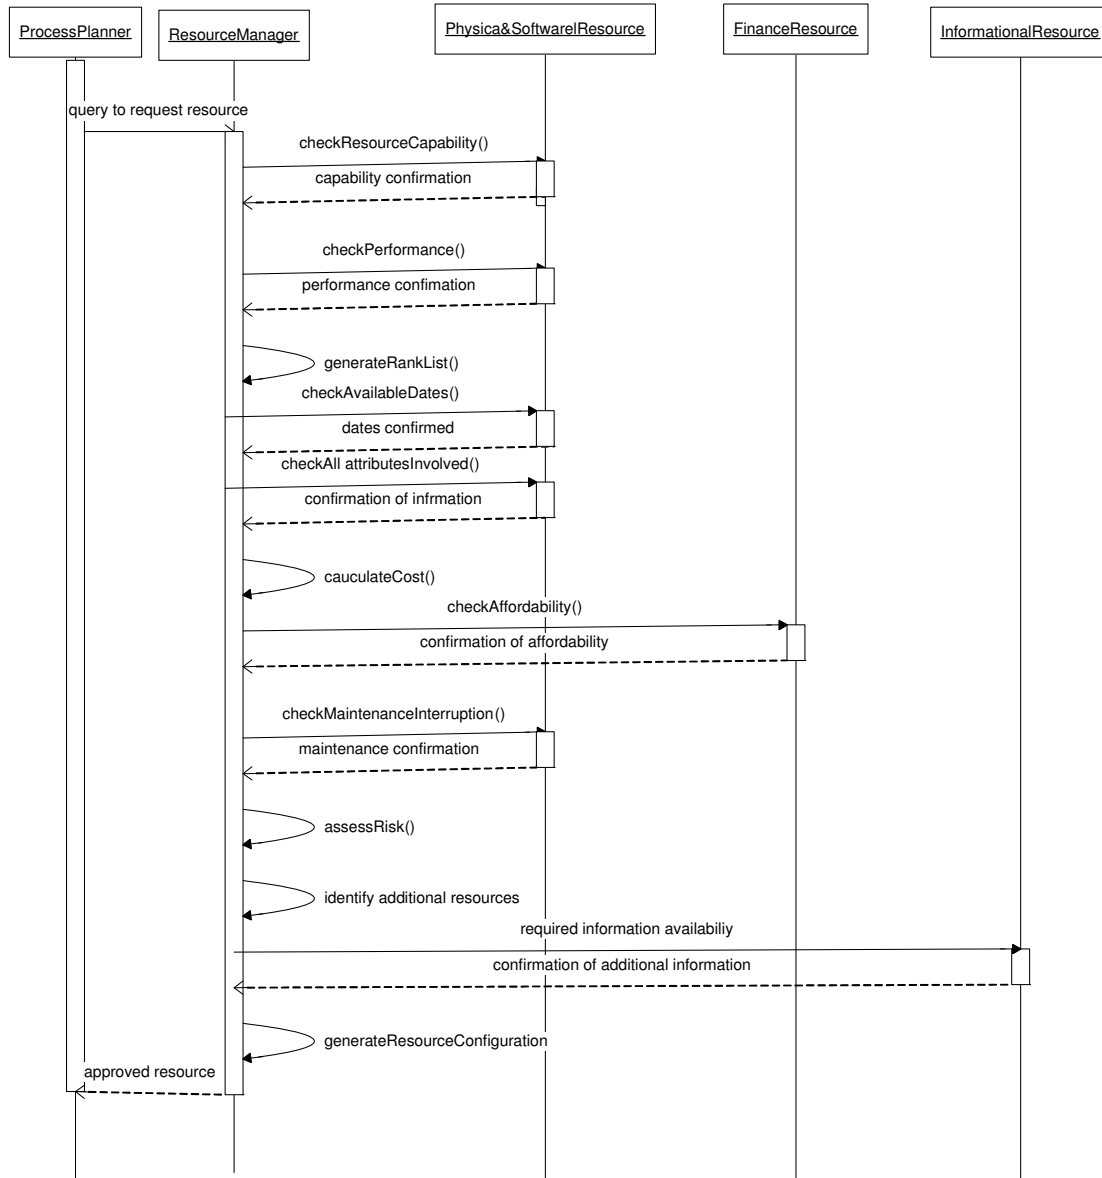 ProcessPlanner
ResourceManager
Physica&SoftwarelResource
FinanceResource
InformationalResource
query to request resource
checkResourceCapability()
capability confirmation
checkPerformance()
performance confimation
generateRankList()
checkAvailableDates()
dates confirmed
checkAll attributesInvolved()
confirmation of infrmation
cauculateCost()
checkAffordability()
confirmation of affordability
checkMaintenanceInterruption()
maintenance confirmation
assessRisk()
identify additional resources
required information availabiliy
confirmation of additional information
generateResourceConfiguration
approved resource